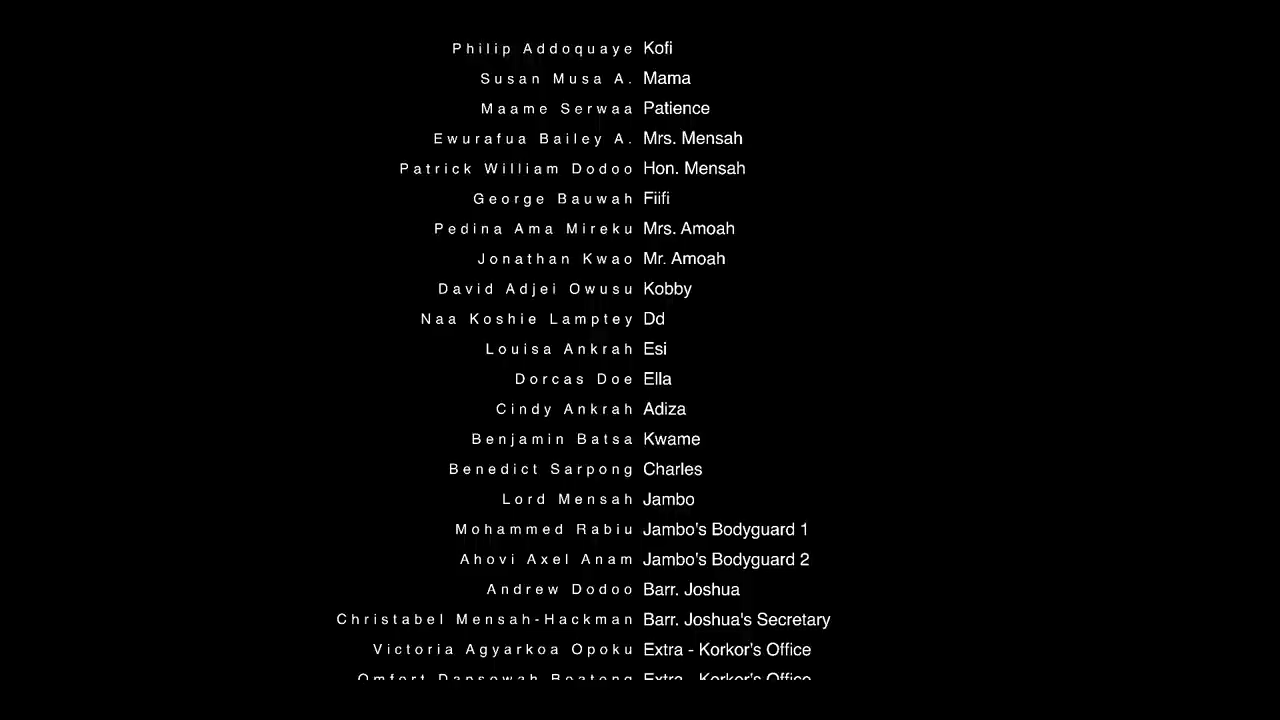 Philip Addoquaye Kofi
Susan Musa A. Mama
Maame Serwaa Patience
Ewurafua Bailey A. Mrs. Mensah
Patrick William Dodoo Hon. Mensah
George Bauwah Fiifi
Pedina Ama Mireku Mrs. Amoah
Jonathan Kwao Mr. Amoah
David Adjei Owusu Kobby
Naa Koshie Lamptey Dd
Louisa Ankrah Esi
Dorcas Doe Ella
Cindy Ankrah Adiza
Benjamin Batsa Kwame
Benedict Sarpong Charles
Lord Mensah Jambo
Mohammed Rabiu Jambo's Bodyguard 1
Ahovi Axel Anam Jambo's Bodyguard 2
Andrew Dodoo Barr. Joshua
Christabel Mensah-Hackman Barr. Joshua's Secretary
Victoria Agyarkoa Opoku Extra - Korkor's Office
Extra - Korkor's Office